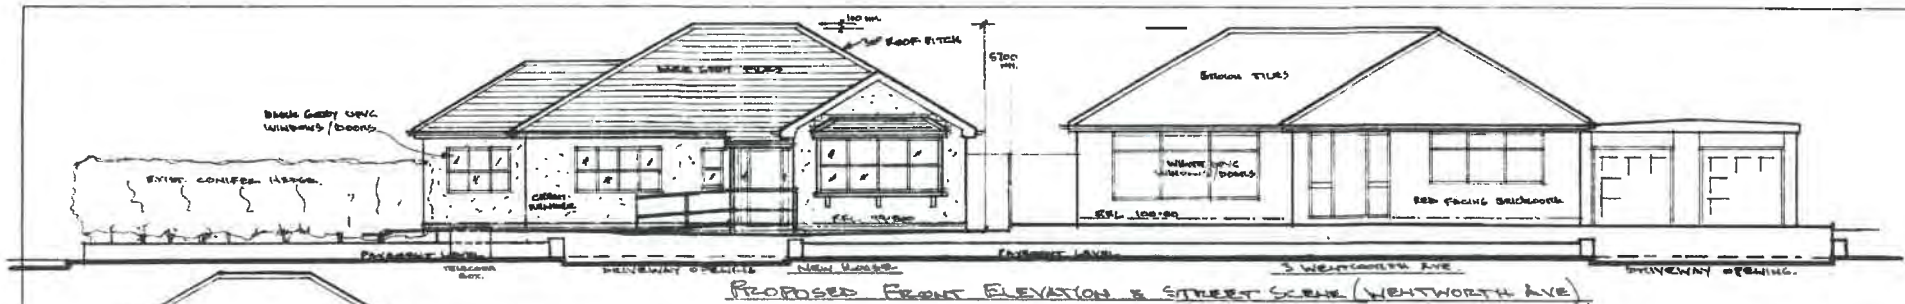 100 mm.
ROOF PITCH
5700
mm.
DARK GREY TILES
DARK GREY UPVC
WINDOWS/DOORS
BROWN TILES
EXIST. CONIFER HEDGE.
CREAM
RENDER
WHITE UPVC
WINDOWS/DOORS
RED FACING BRICKWORK
FFL 100.80
PAVEMENT LEVEL
TELECOM
BOX.
DRIVEWAY OPENING
NEW HOUSE
PAVEMENT LEVEL
3 WENTWORTH AVE.
DRIVEWAY OPENING.
PROPOSED FRONT ELEVATION & STREET SCENE (WENTWORTH AVE)